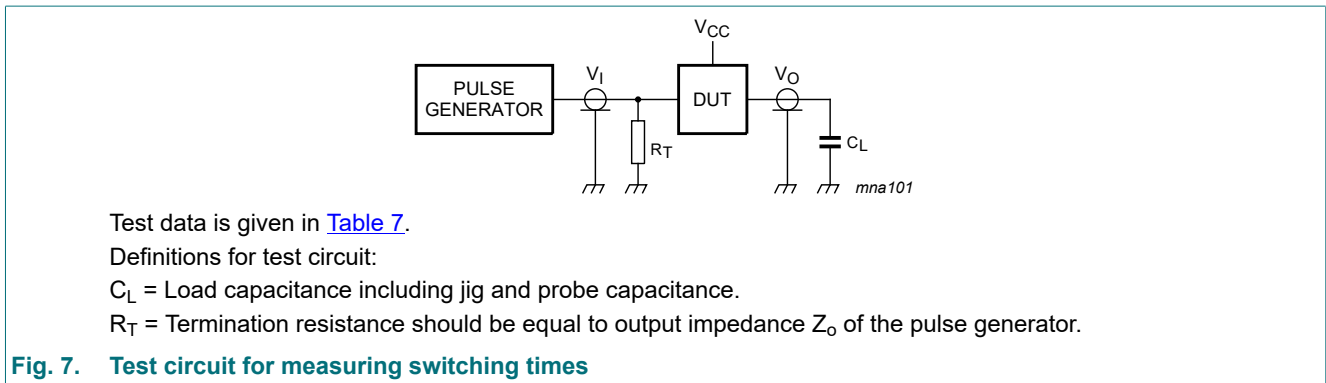 VCC
PULSE
GENERATOR
VI
DUT
VO
RT
CL
mna101
Test data is given in Table 7.
Definitions for test circuit:
CL = Load capacitance including jig and probe capacitance.
RT = Termination resistance should be equal to output impedance Zo of the pulse generator.
Fig. 7. Test circuit for measuring switching times